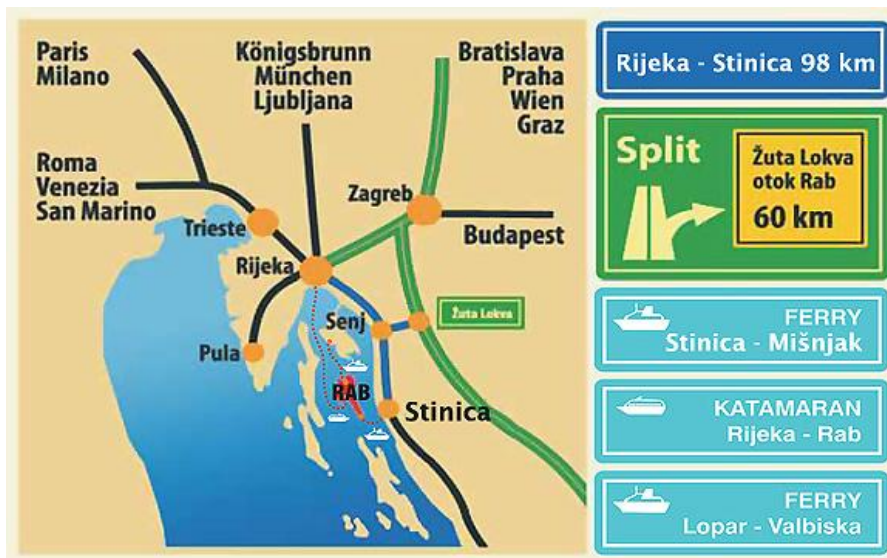 Paris
Milano
Königsbrunn
München
Ljubljana
Bratislava
Praha
Wien
Graz
Roma
Venezia
San Marino
Trieste
Zagreb
Budapest
Rijeka
Žuta Lokva
Senj
Pula
RAB
Stinica
Rijeka - Stinica 98 km
Split
Žuta Lokva
otok Rab
60 km
FERRY
Stinica - Mišnjak
KATAMARAN
Rijeka - Rab
FERRY
Lopar - Valbiska